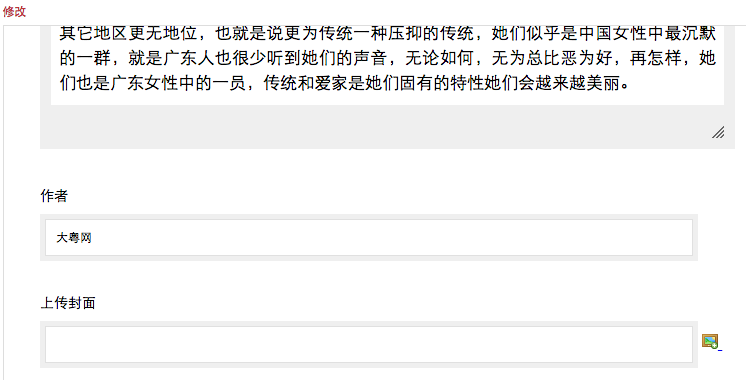 修改
其它地区更无地位，也就是说更为传统一种压抑的传统，她们似乎是中国女性中最沉默
的一群，就是广东人也很少听到她们的声音，无论如何，无为总比恶为好，再怎样，她
们也是广东女性中的一员，传统和爱家是她们固有的特性她们会越来越美丽。
作者
大粤网
上传封面